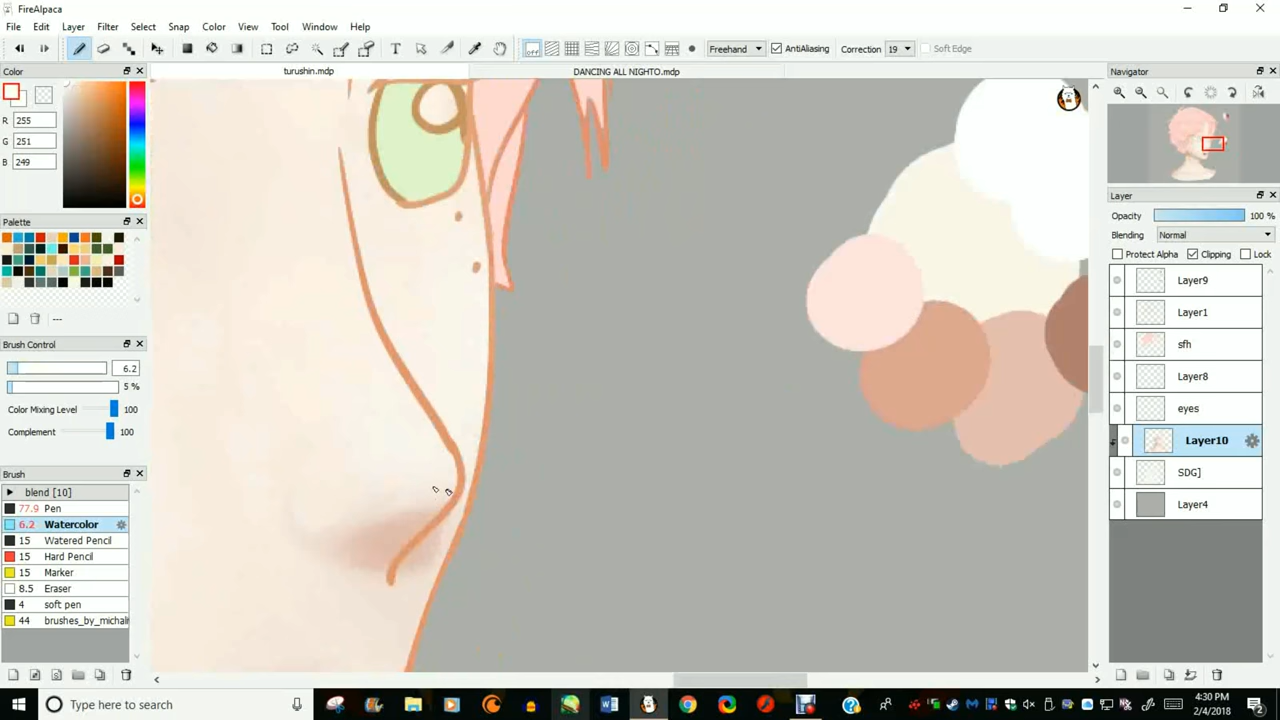 FireAlpaca
File Edit Layer Filter Select Snap Color View Tool Window Help
T off Freehand AntiAliasing Correction 19 Soft Edge
Color turushin.mdp DANCING ALL NIGHTO.mdp Navigator
R 255
G 251
B 249
Palette
Layer
Opacity 100 %
Blending Normal
Protect Alpha Clipping Lock
Layer9
Layer1
sfh
Layer8
eyes
Layer10
SDG]
Layer4
---
Brush Control
6.2
5 %
Color Mixing Level 100
Complement 100
Brush
blend [10]
77.9 Pen
6.2 Watercolor
15 Watered Pencil
15 Hard Pencil
15 Marker
8.5 Eraser
4 soft pen
44 brushes_by_michalii
Type here to search
4:30 PM
2/4/2018
2